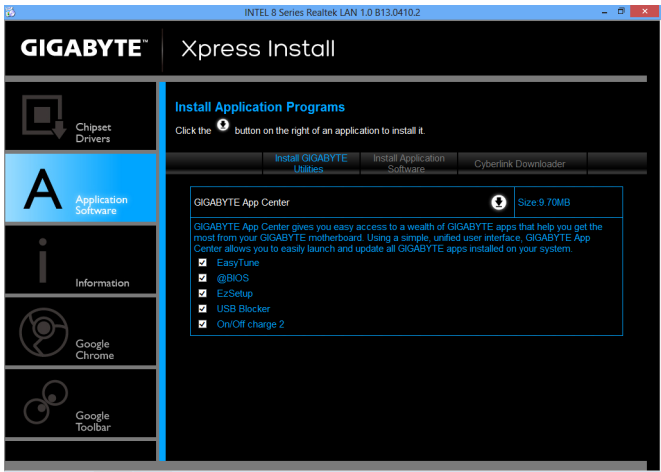 INTEL 8 Series Realtek LAN 1.0 B13.0410.2
GIGABYTE™
Xpress Install
Chipset
Drivers
Application
Software
Information
Google
Chrome
Google
Toolbar
Install Application Programs
Click the button on the right of an application to install it.
Install GIGABYTE
Utilities
Install Application
Software
Cyberlink Downloader
GIGABYTE App Center
Size:9.70MB
GIGABYTE App Center gives you easy access to a wealth of GIGABYTE apps that help you get the
most from your GIGABYTE motherboard. Using a simple, unified user interface, GIGABYTE App
Center allows you to easily launch and update all GIGABYTE apps installed on your system.
EasyTune
@BIOS
EzSetup
USB Blocker
On/Off charge 2